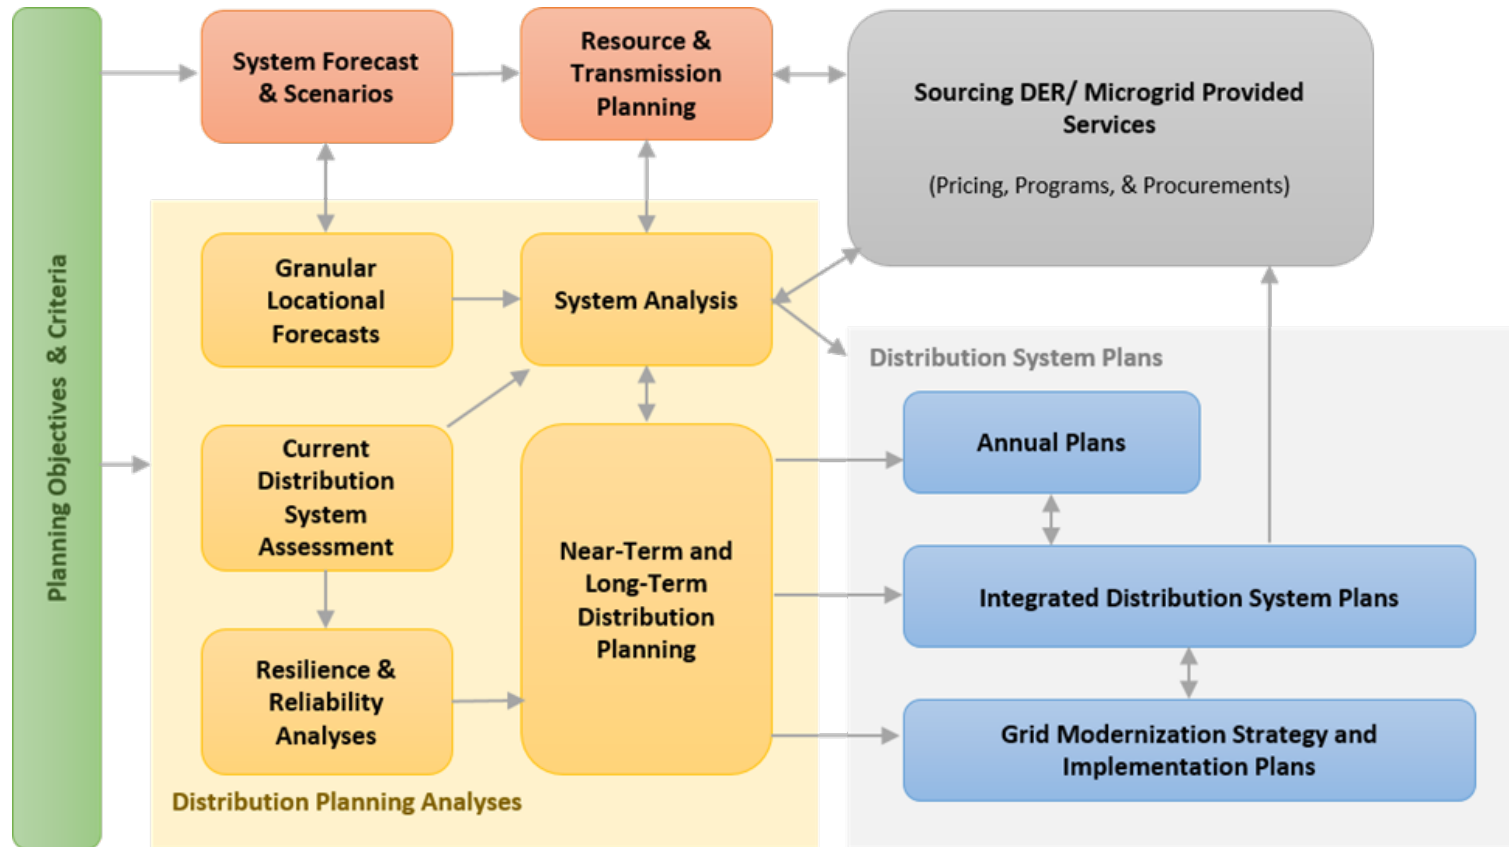 Planning Objectives & Criteria
System Forecast
& Scenarios
Resource &
Transmission
Planning
Sourcing DER/ Microgrid Provided
Services
(Pricing, Programs, & Procurements)
Granular
Locational
Forecasts
System Analysis
Current
Distribution
System
Assessment
Near-Term and
Long-Term
Distribution
Planning
Resilience &
Reliability
Analyses
Distribution Planning Analyses
Distribution System Plans
Annual Plans
Integrated Distribution System Plans
Grid Modernization Strategy and
Implementation Plans